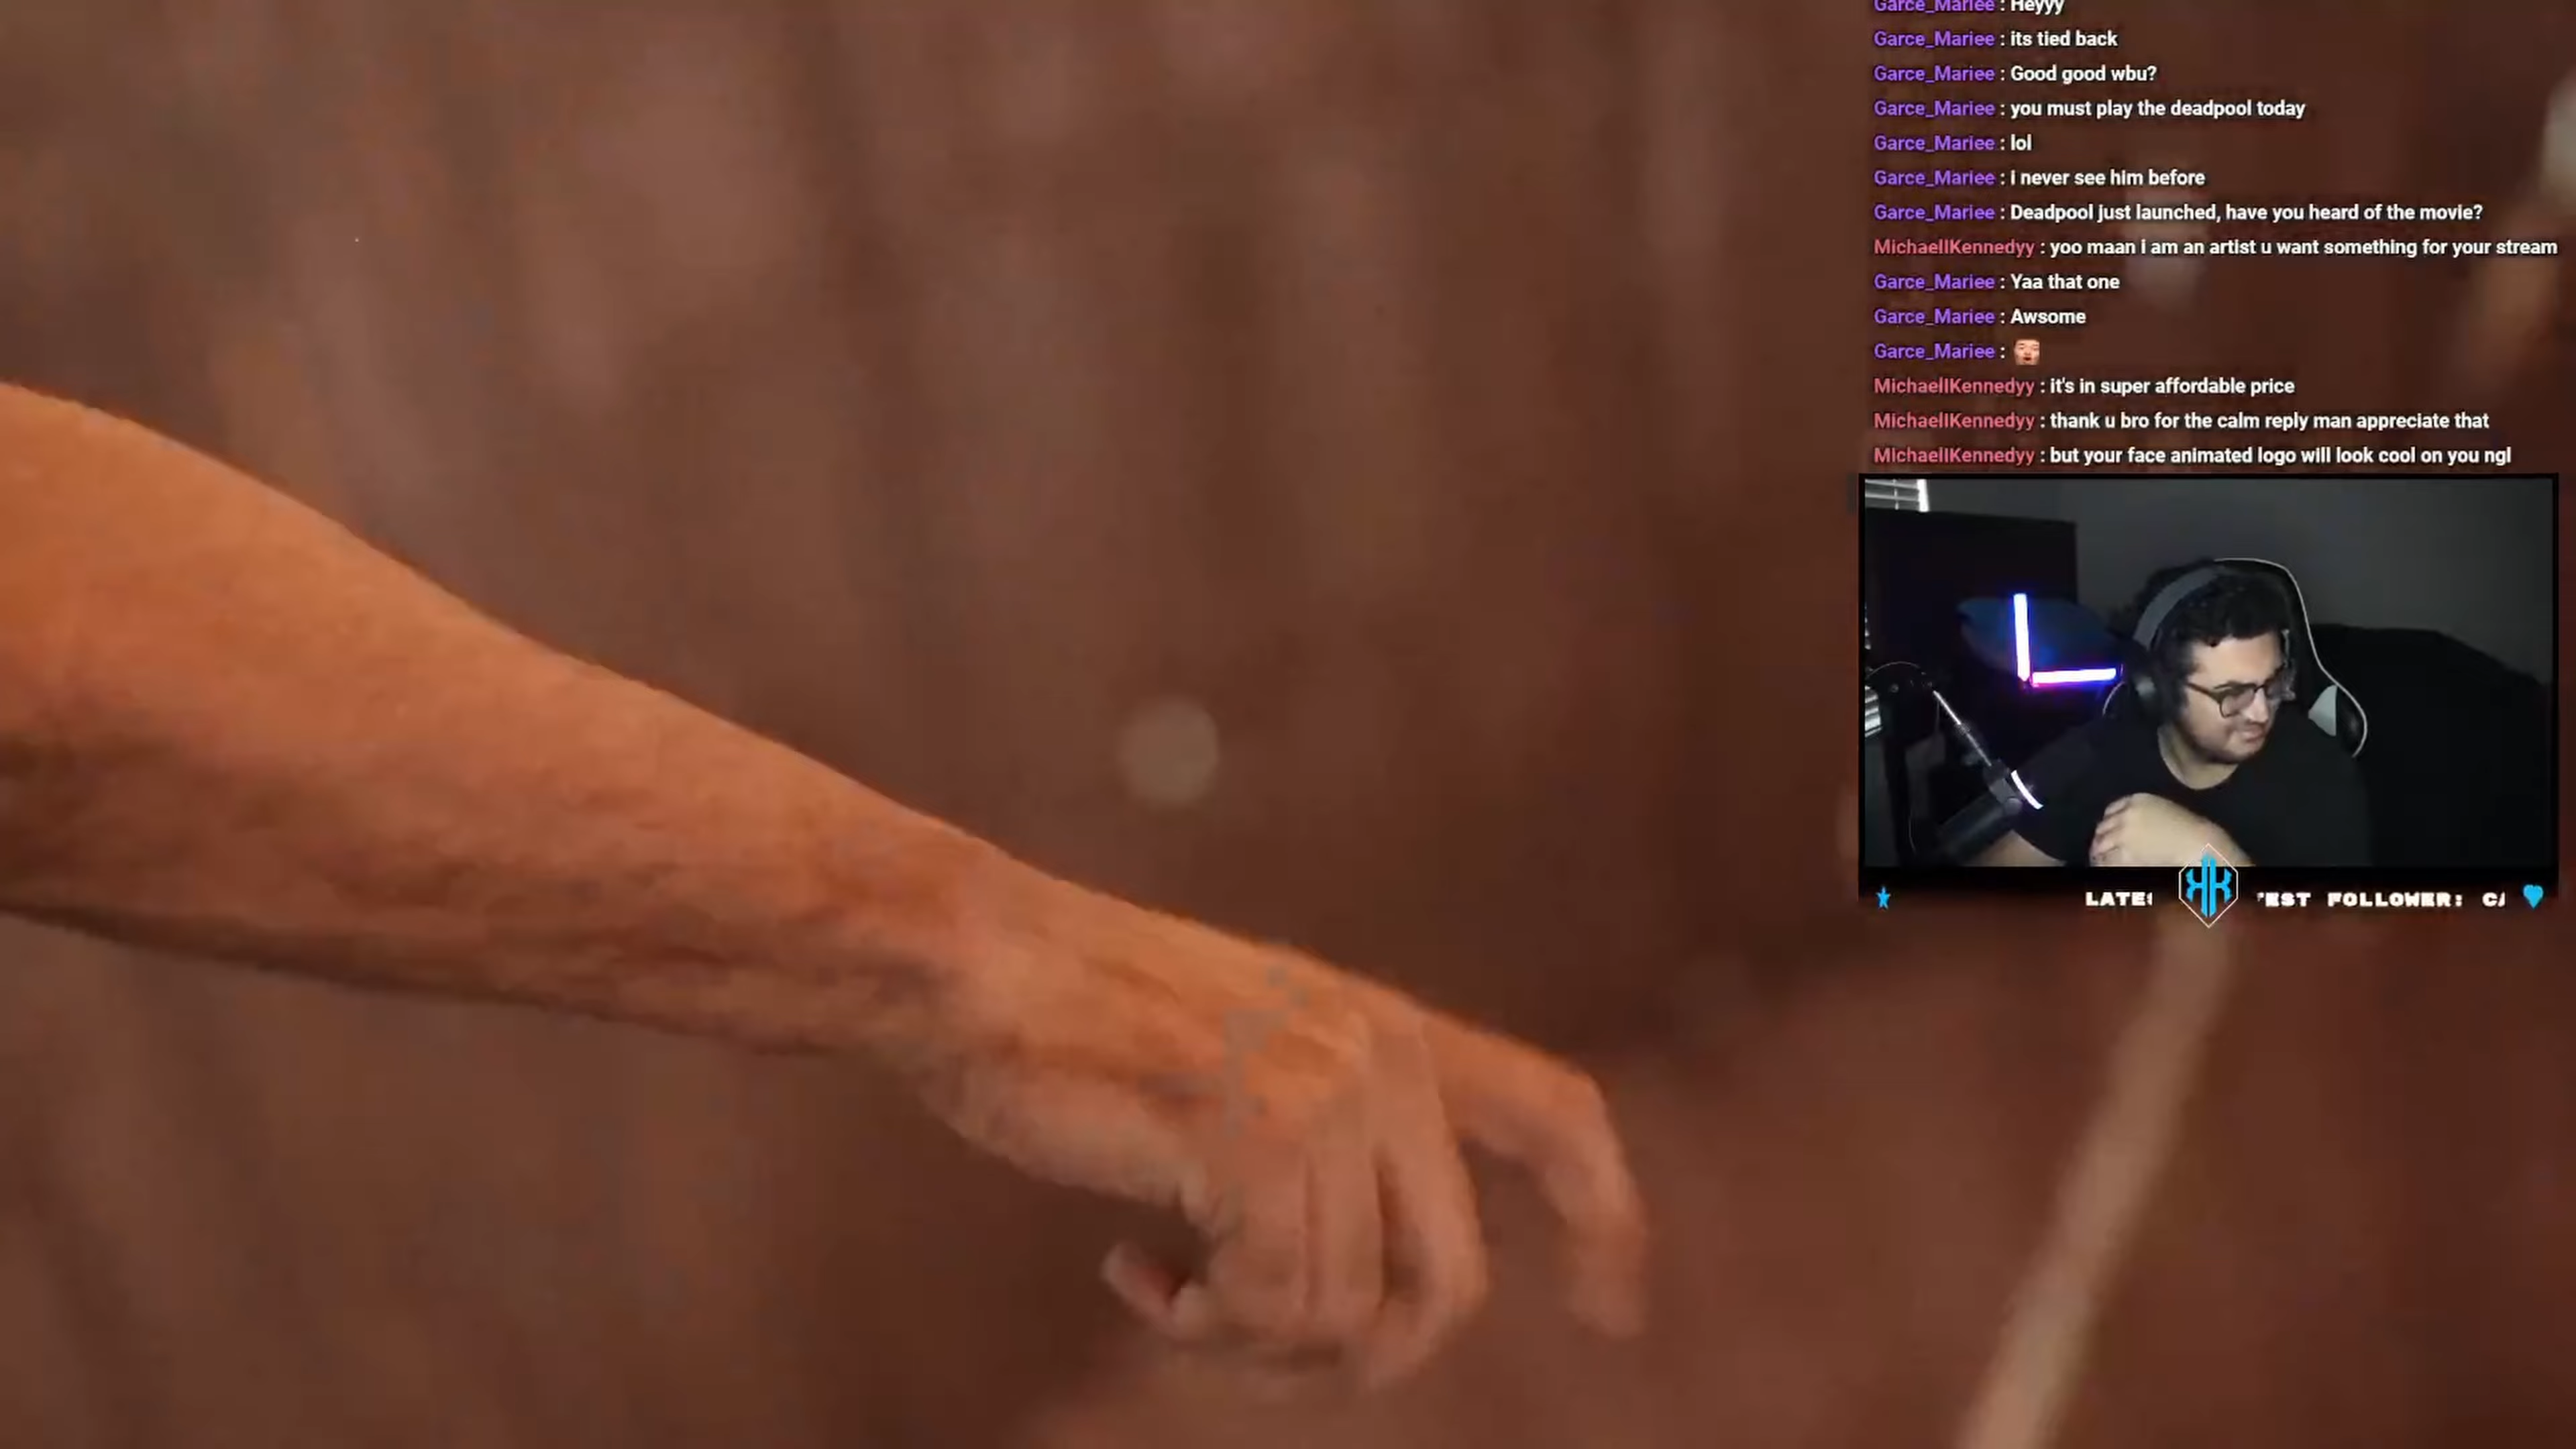 Garce_Mariee : Heyyy
Garce_Mariee : its tied back
Garce_Mariee : Good good wbu?
Garce_Mariee : you must play the deadpool today
Garce_Mariee : lol
Garce_Mariee : i never see him before
Garce_Mariee : Deadpool just launched, have you heard of the movie?
MichaellKennedyy : yoo maan i am an artist u want something for your stream
Garce_Mariee : Yaa that one
Garce_Mariee : Awsome
Garce_Mariee :
MichaellKennedyy : it's in super affordable price
MichaellKennedyy : thank u bro for the calm reply man appreciate that
MichaellKennedyy : but your face animated logo will look cool on you ngl
FOLLOWER: